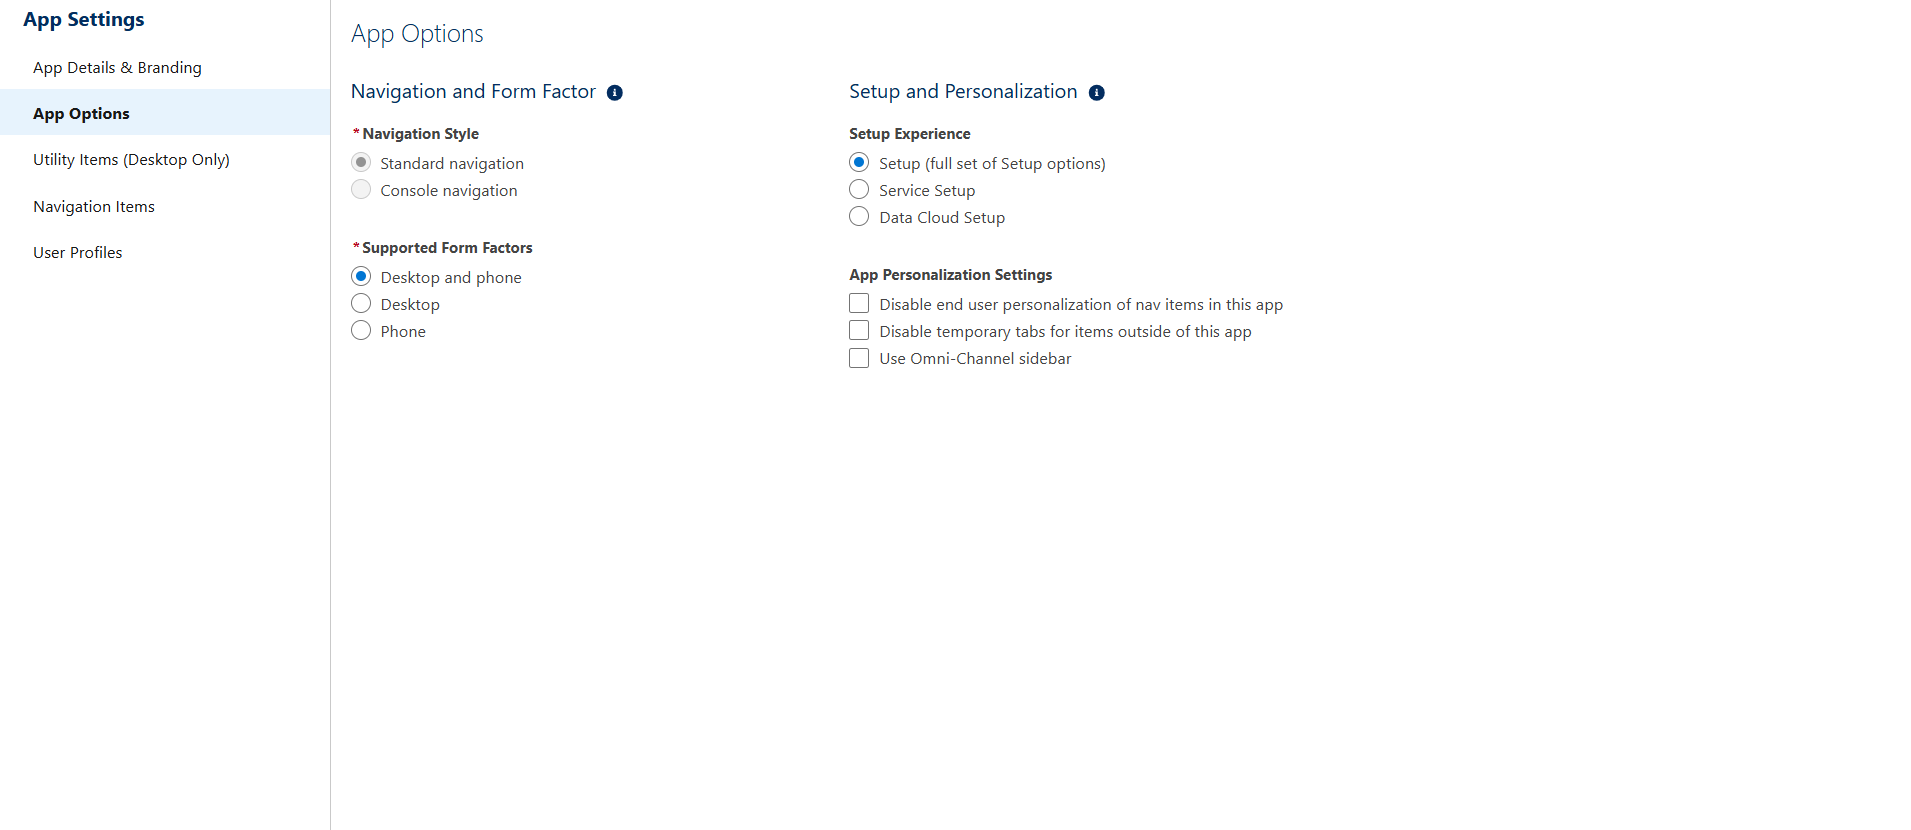 App Settings
App Details & Branding
App Options
Utility Items (Desktop Only)
Navigation Items
User Profiles
App Options
Navigation and Form Factor
*Navigation Style
Standard navigation
Console navigation
*Supported Form Factors
Desktop and phone
Desktop
Phone
Setup and Personalization
Setup Experience
Setup (full set of Setup options)
Service Setup
Data Cloud Setup
App Personalization Settings
Disable end user personalization of nav items in this app
Disable temporary tabs for items outside of this app
Use Omni-Channel sidebar